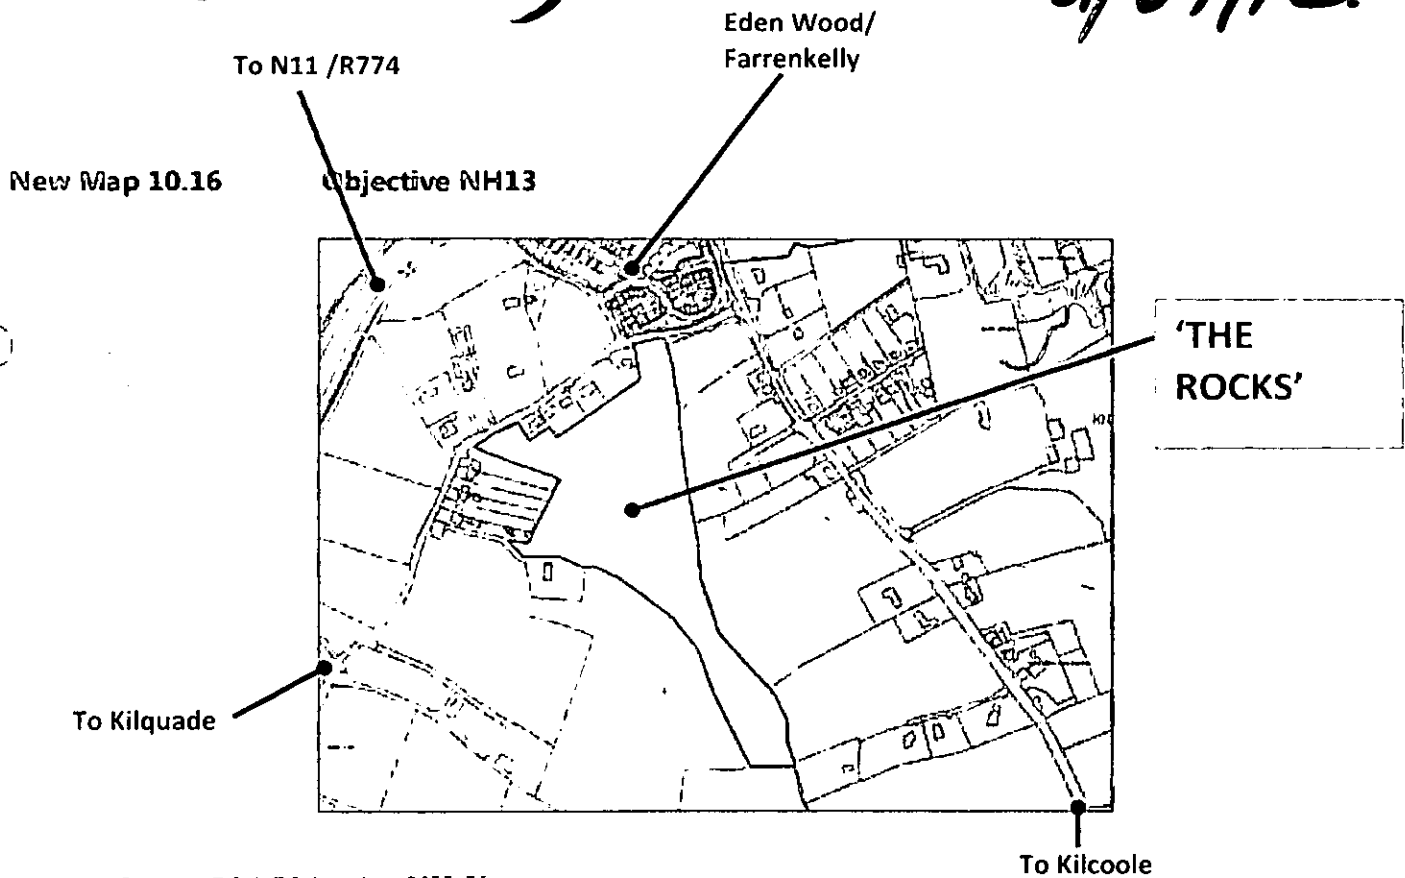 Eden Wood/
Farrenkelly
To N11 /R774
New Map 10.16 Objective NH13
'THE
ROCKS'
To Kilquade
To Kilcoole